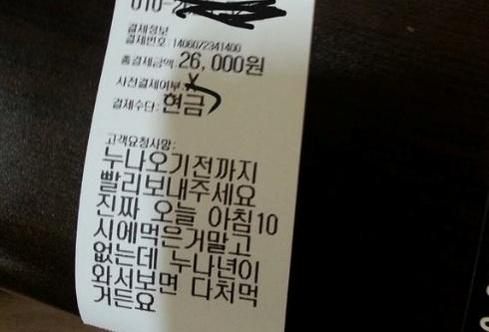 010-2
결제정보
결제번호: 1406072341400
총결제금액: 26,000원
사전결제여부: X
결제수단: 현금
고객요청사항:
누나오기전까지
빨리보내주세요
진짜 오늘 아침10
시에먹은거말고
없는데 누나년이
와서보면 다처먹
거든요